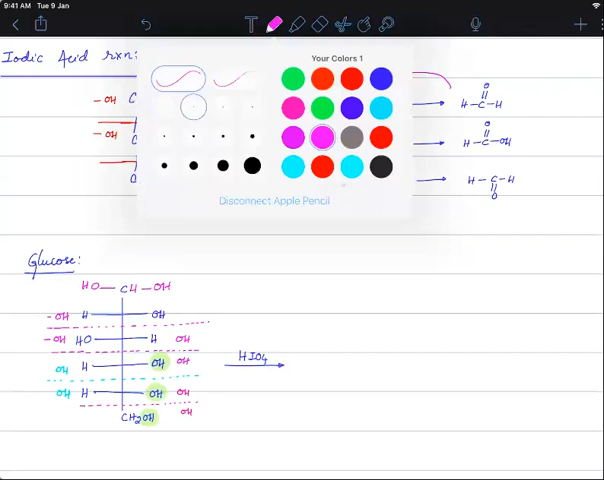 9:41 AM Tue 9 Jan
Iodic Acid rxn:
Your Colors 1
Disconnect Apple Pencil
-OH C
-OH
O
H-C-H
O
H-C-OH
H-C-H
O
Glucose:
HO-CH-OH
-OH H OH
-OH HO H OH
OH H OH OH
OH H OH OH
CH2OH OH
HIO4